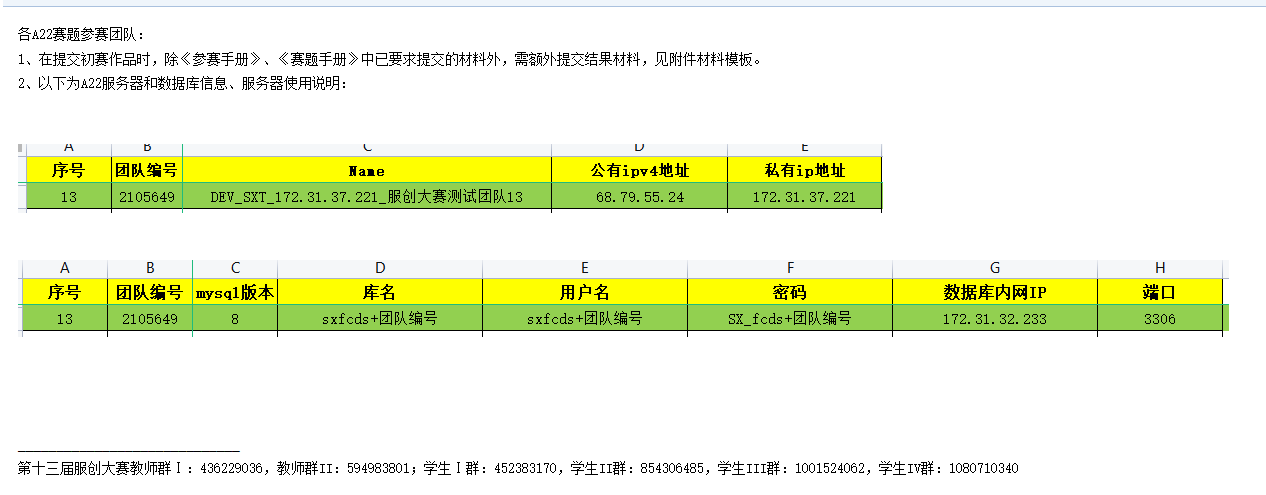 各A22赛题参赛团队：
1、在提交初赛作品时，除《参赛手册》、《赛题手册》中已要求提交的材料外，需额外提交结果材料，见附件材料模板。
2、以下为A22服务器和数据库信息、服务器使用说明：
A B C D E
序号 团队编号 Name 公有ipv4地址 私有ip地址
13 2105649 DEV_SXT_172.31.37.221_服创大赛测试团队13 68.79.55.24 172.31.37.221
A B C D E F G H
序号 团队编号 mysql版本 库名 用户名 密码 数据库内网IP 端口
13 2105649 8 sxfcds+团队编号 sxfcds+团队编号 SX_fcds+团队编号 172.31.32.233 3306
第十三届服创大赛教师群Ⅰ：436229036，教师群II：594983801；学生Ⅰ群：452383170，学生II群：854306485，学生III群：1001524062，学生IV群：1080710340